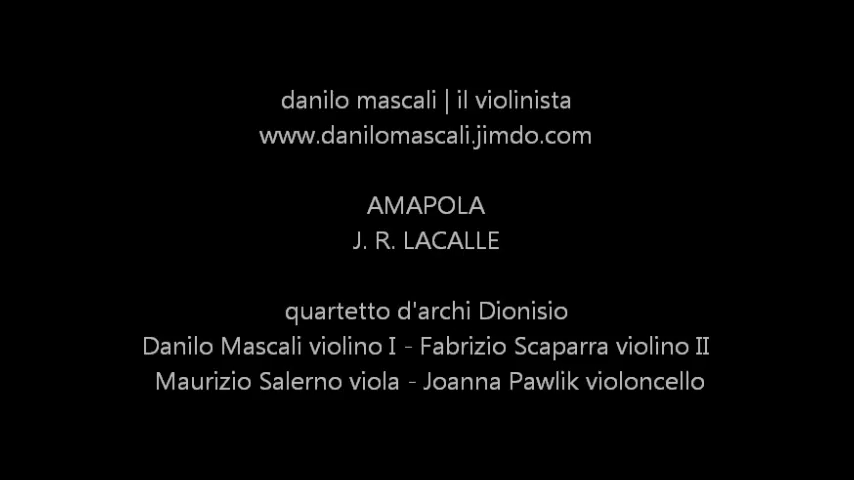 danilo mascali | il violinista
www.danilomascali.jimdo.com
AMAPOLA
J. R. LACALLE
quartetto d'archi Dionisio
Danilo Mascali violino I - Fabrizio Scaparra violino II
Maurizio Salerno viola - Joanna Pawlik violoncello